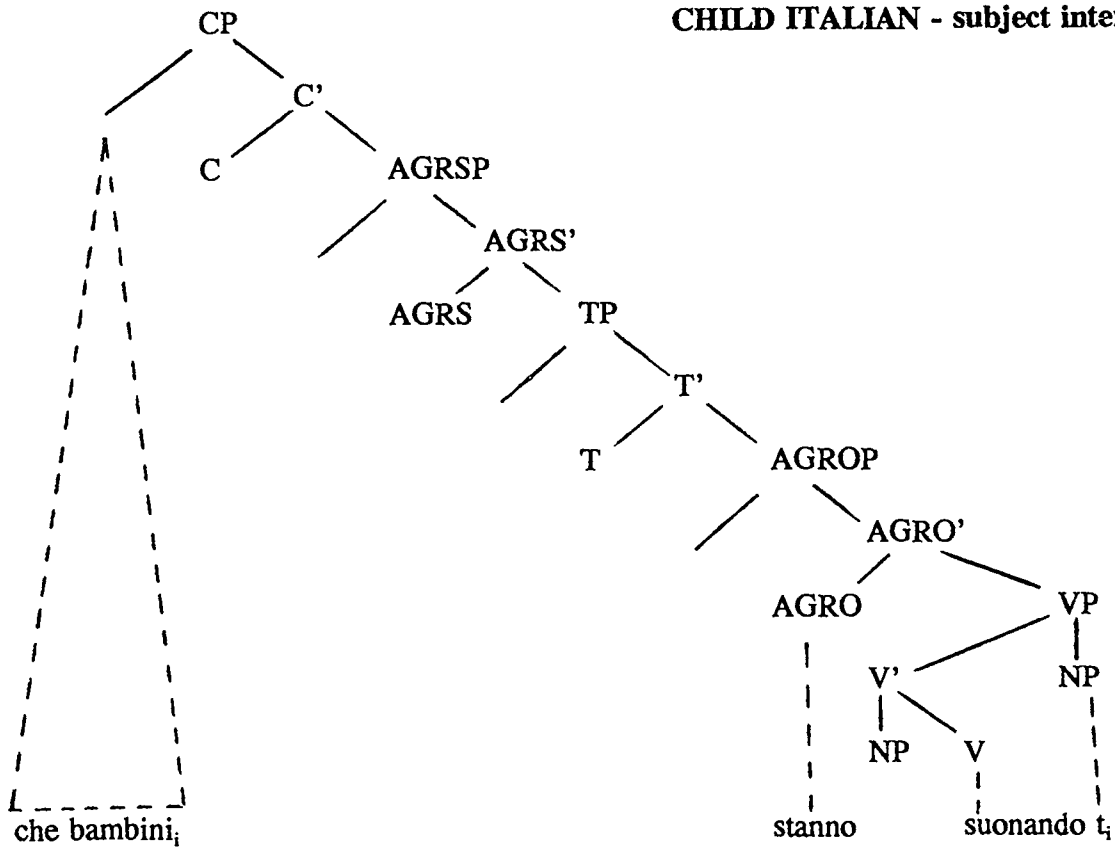 CHILD ITALIAN - subject inte
CP
C'
C
AGRSP
AGRS'
AGRS
TP
T'
T
AGROP
AGRO'
AGRO
VP
V'
NP
NP
V
che bambiniᵢ
stanno
suonando tᵢ